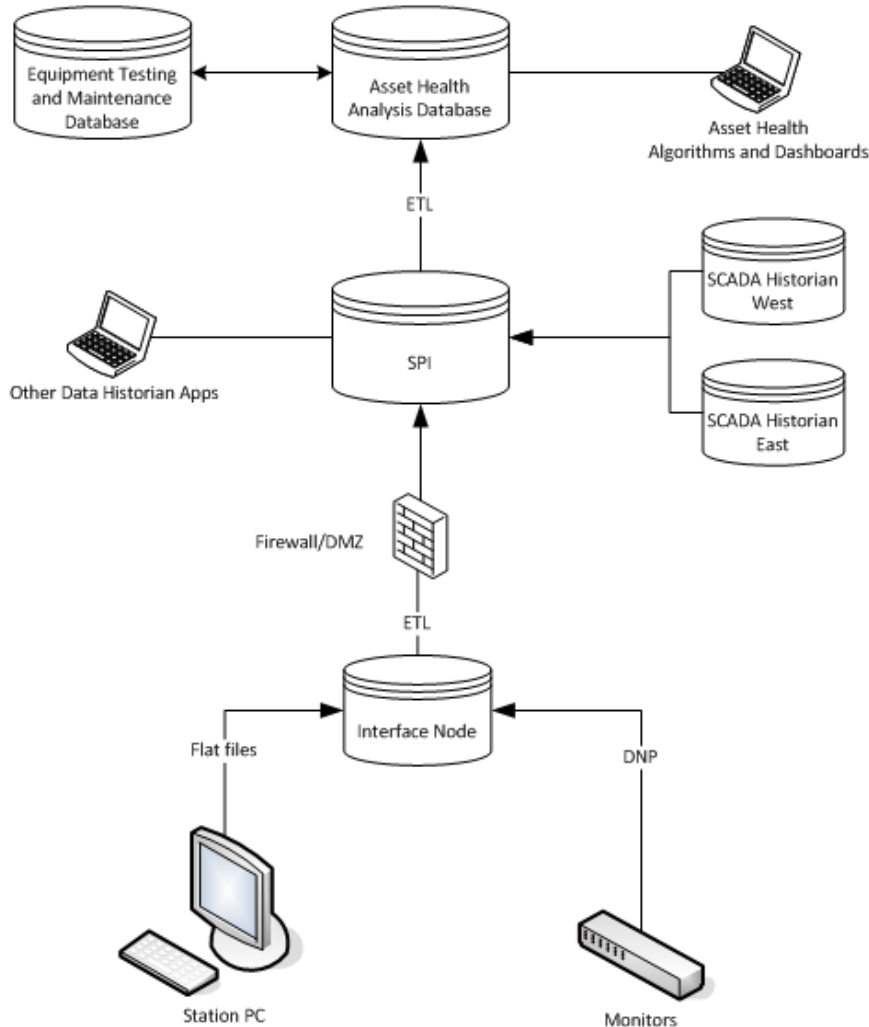 Equipment Testing
and Maintenance
Database
Asset Health
Analysis Database
Asset Health
Algorithms and Dashboards
ETL
SCADA Historian
West
SPI
Other Data Historian Apps
SCADA Historian
East
Firewall/DMZ
ETL
Interface Node
Flat files
DNP
Station PC
Monitors